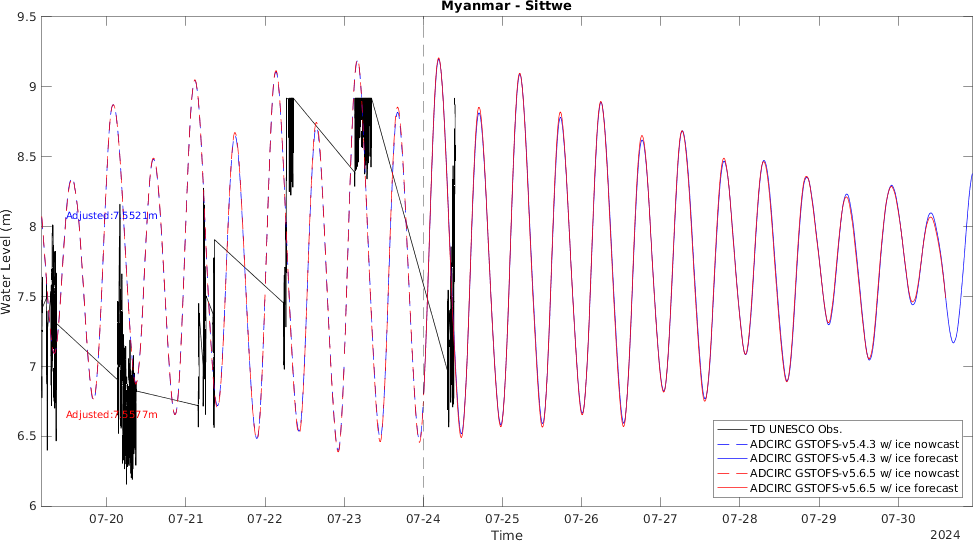 Myanmar - Sittwe
9.5
9
8.5
8
7.5
7
6.5
6
Water Level (m)
Adjusted:7.5521m
Adjusted:7.5577m
TD UNESCO Obs.
ADCIRC GSTOFS-v5.4.3 w/ ice nowcast
ADCIRC GSTOFS-v5.4.3 w/ ice forecast
ADCIRC GSTOFS-v5.6.5 w/ ice nowcast
ADCIRC GSTOFS-v5.6.5 w/ ice forecast
07-20 07-21 07-22 07-23 07-24 07-25 07-26 07-27 07-28 07-29 07-30
Time
2024